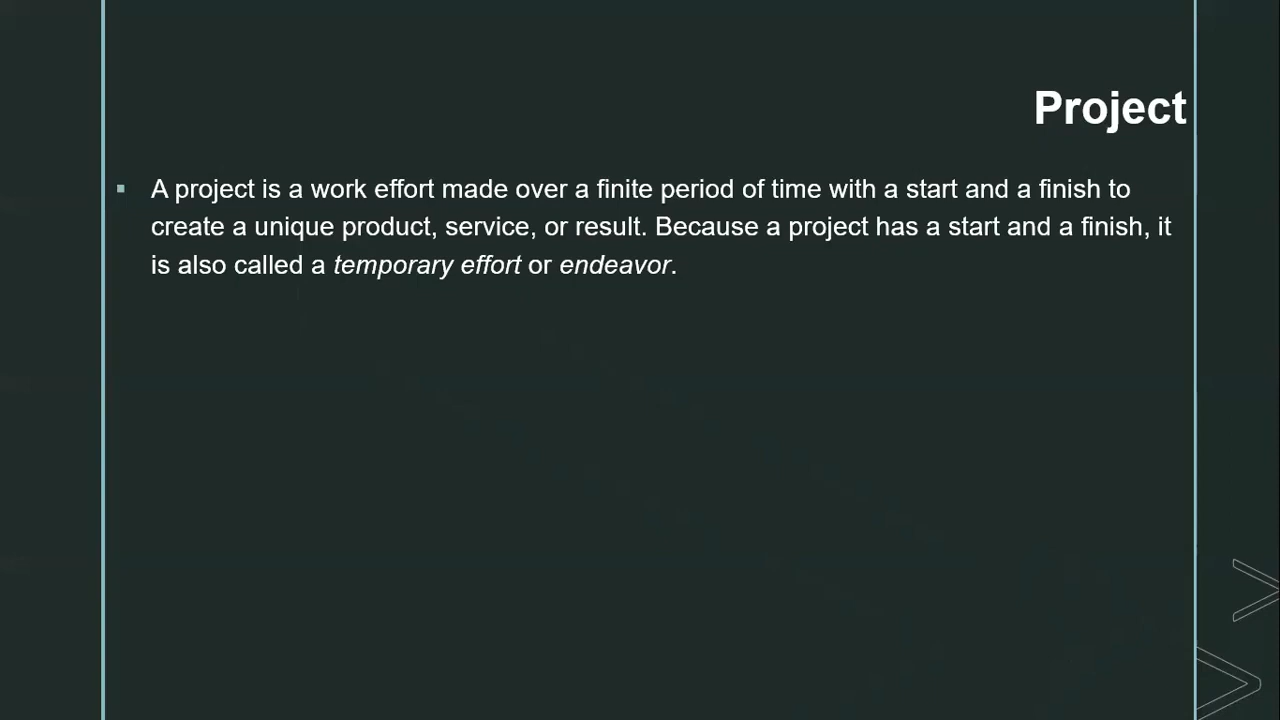 Project
A project is a work effort made over a finite period of time with a start and a finish to
create a unique product, service, or result. Because a project has a start and a finish, it
is also called a temporary effort or endeavor.